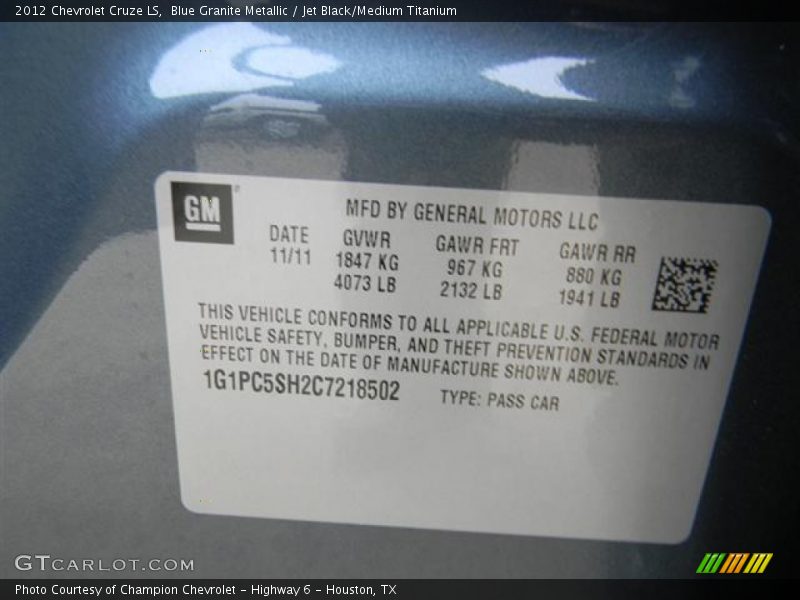 2012 Chevrolet Cruze LS,  Blue Granite Metallic / Jet Black/Medium Titanium
GM
MFD BY GENERAL MOTORS LLC
DATE GVWR GAWR FRT GAWR RR
11/11 1847 KG 967 KG 880 KG
4073 LB 2132 LB 1941 LB
THIS VEHICLE CONFORMS TO ALL APPLICABLE U.S. FEDERAL MOTOR
VEHICLE SAFETY, BUMPER, AND THEFT PREVENTION STANDARDS IN
EFFECT ON THE DATE OF MANUFACTURE SHOWN ABOVE.
1G1PC5SH2C7218502 TYPE: PASS CAR
GTCARLOT.COM
Photo Courtesy of Champion Chevrolet – Highway 6 – Houston, TX